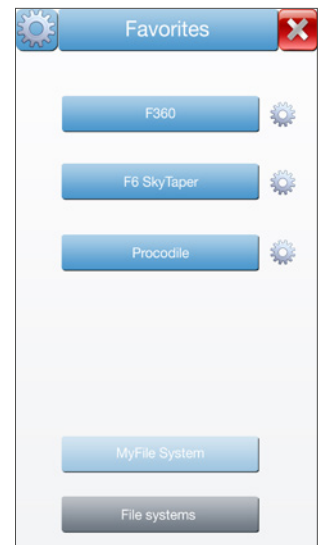 Favorites
F360
F6 SkyTaper
Procodile
MyFile System
File systems